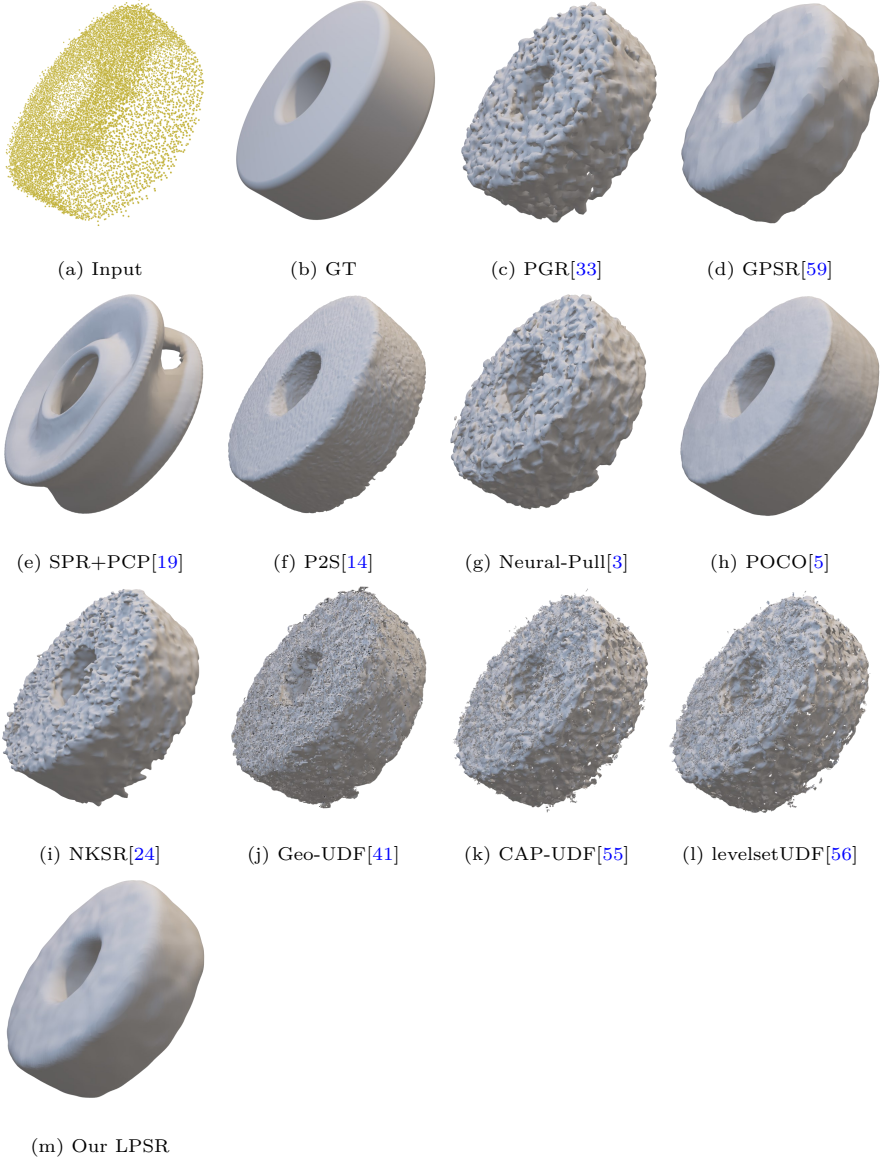 (a) Input
(b) GT
(c) PGR[33]
(d) GPSR[59]
(e) SPR+PCP[19]
(f) P2S[14]
(g) Neural-Pull[3]
(h) POCO[5]
(i) NKSR[24]
(j) Geo-UDF[41]
(k) CAP-UDF[55]
(l) levelsetUDF[56]
(m) Our LPSR